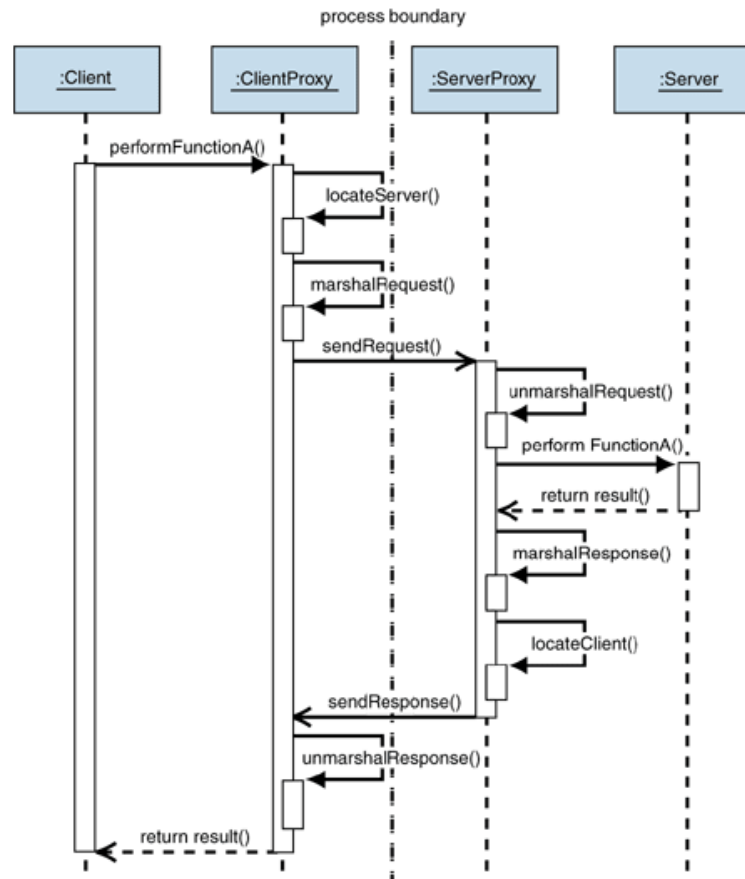 process boundary
:Client
:ClientProxy
:ServerProxy
:Server
performFunctionA()
locateServer()
marshalRequest()
sendRequest()
unmarshalRequest()
perform FunctionA()
return result()
marshalResponse()
locateClient()
sendResponse()
unmarshalResponse()
return result()